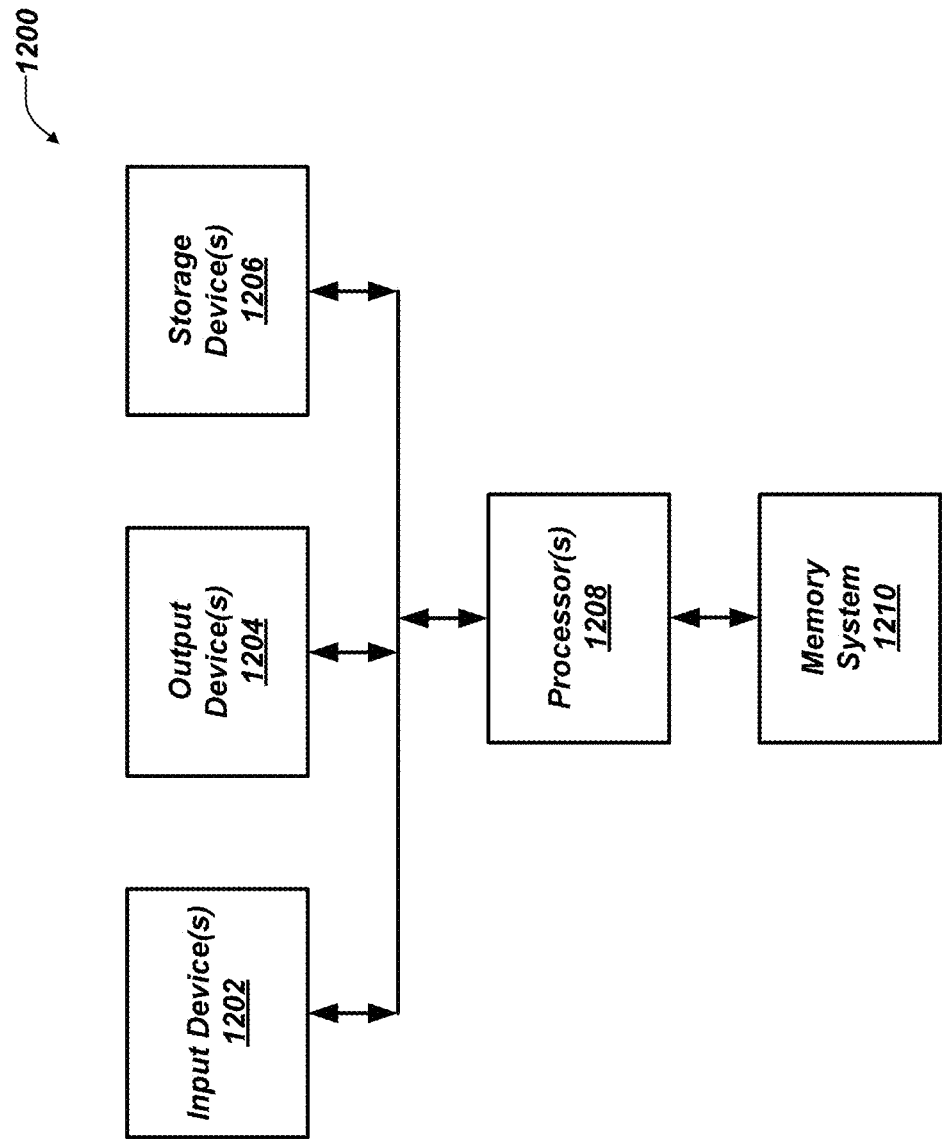 1200
Input Device(s)
1202
Output
Device(s)
1204
Storage
Device(s)
1206
Processor(s)
1208
Memory
System
1210